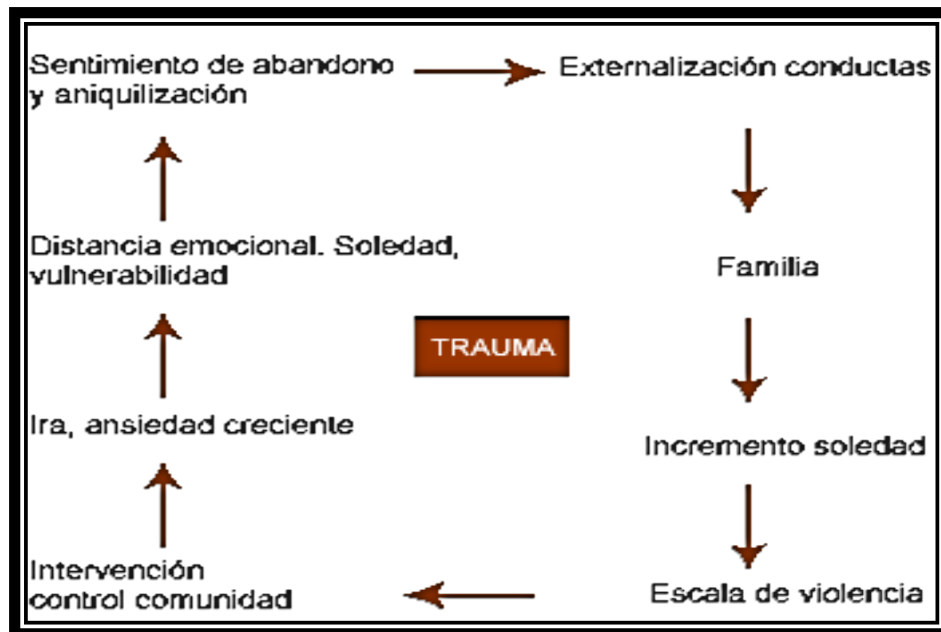 Sentimiento de abandono
y aniquilización
Externalización conductas
Distancia emocional. Soledad,
vulnerabilidad
Familia
TRAUMA
Ira, ansiedad creciente
Incremento soledad
Intervención
control comunidad
Escala de violencia